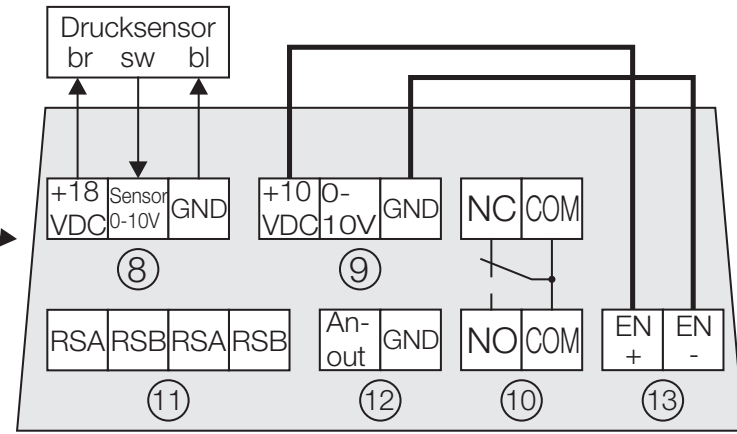 Drucksensor
br sw bl
+18 VDC Sensor 0-10V GND
+10 VDC 0-10V GND
NC COM
8
9
RSA RSB RSA RSB
An-out GND
NO COM
EN + EN -
11
12
10
13